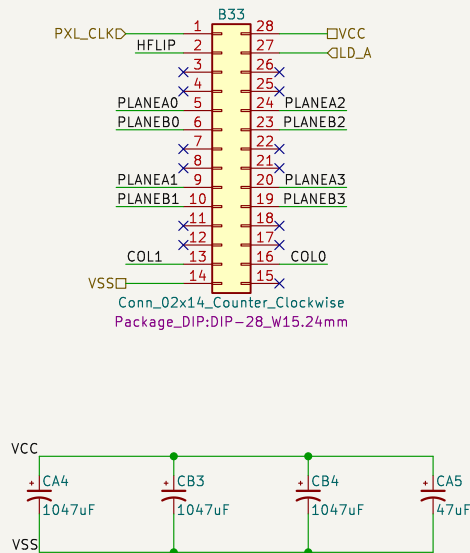 B33
PXL_CLK 1 28 VCC
HFLIP 2 27 LD_A
3 26
4 25
PLANEA0 5 24 PLANEA2
PLANEB0 6 23 PLANEB2
7 22
8 21
PLANEA1 9 20 PLANEA3
PLANEB1 10 19 PLANEB3
11 18
12 17
COL1 13 16 COL0
VSS 14 15
Conn_02x14_Counter_Clockwise
Package_DIP:DIP-28_W15.24mm
VCC
+ CA4 + CB3 + CB4 + CA5
1047uF 1047uF 1047uF 47uF
VSS